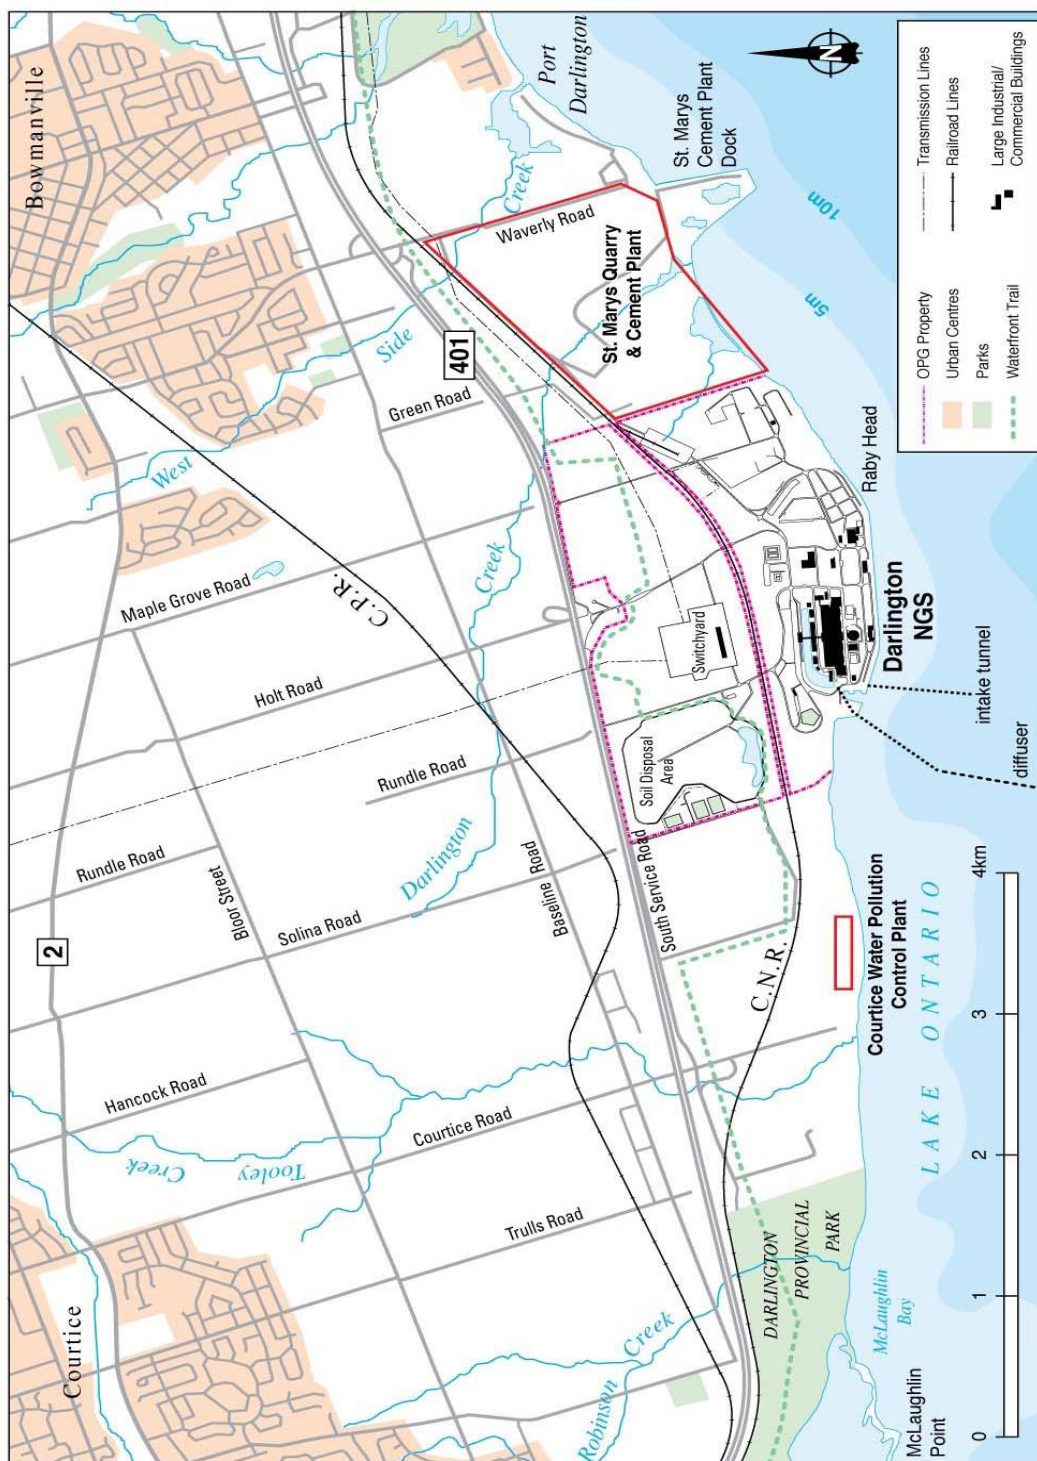 Bowmanville
Port
Darlington
N
St. Marys
Cement Plant
Dock
Creek
Waverly Road
Side
401
St. Marys Quarry
& Cement Plant
10m
5m
Green Road
West
Maple Grove Road
C.P.R.
Creek
Raby Head
Holt Road
Switchyard
Darlington
NGS
intake tunnel
diffuser
Rundle Road
Soil Disposal
Area
Rundle Road
Darlington
Bloor Street
Baseline Road
South Service Road
Solina Road
2
C.N.R.
Courtice Water Pollution
Control Plant
LAKE ONTARIO
Hancock Road
Courtice Road
Tooley
Creek
Trulls Road
DARLINGTON
PROVINCIAL
PARK
Courtice
Robinson
Creek
McLaughlin
Bay
McLaughlin
Point
0 1 2 3 4km
OPG Property
Urban Centres
Parks
Waterfront Trail
Transmission Lines
Railroad Lines
Large Industrial/
Commercial Buildings